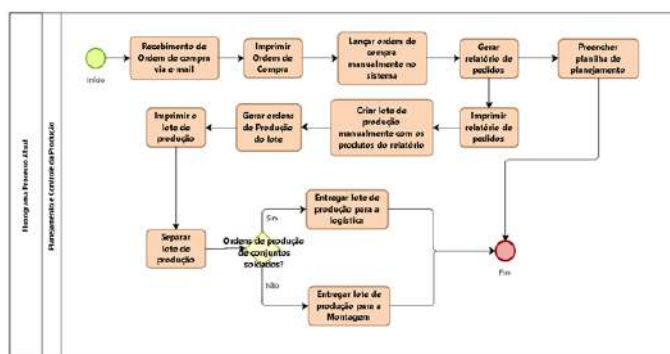 Fluxograma Processo Atual
Planejamento e Controle da Produção
Início
Recebimento de
Ordem de compra
via e-mail
Imprimir
Ordem de
Compra
Lançar ordem de
compra
manualmente no
sistema
Gerar
relatório de
pedidos
Preencher
planilha de
planejamento
Imprimir o
lote de
produção
Gerar ordens
de Produção
do lote
Criar lote de
produção
manualmente com os
produtos do relatório
Imprimir
relatório de
pedidos
Separar
lote de
produção
Ordens de produção
de conjuntos
soldados?
Sim
Entregar lote de
produção para a
logística
Não
Entregar lote de
produção para a
Montagem
Fim